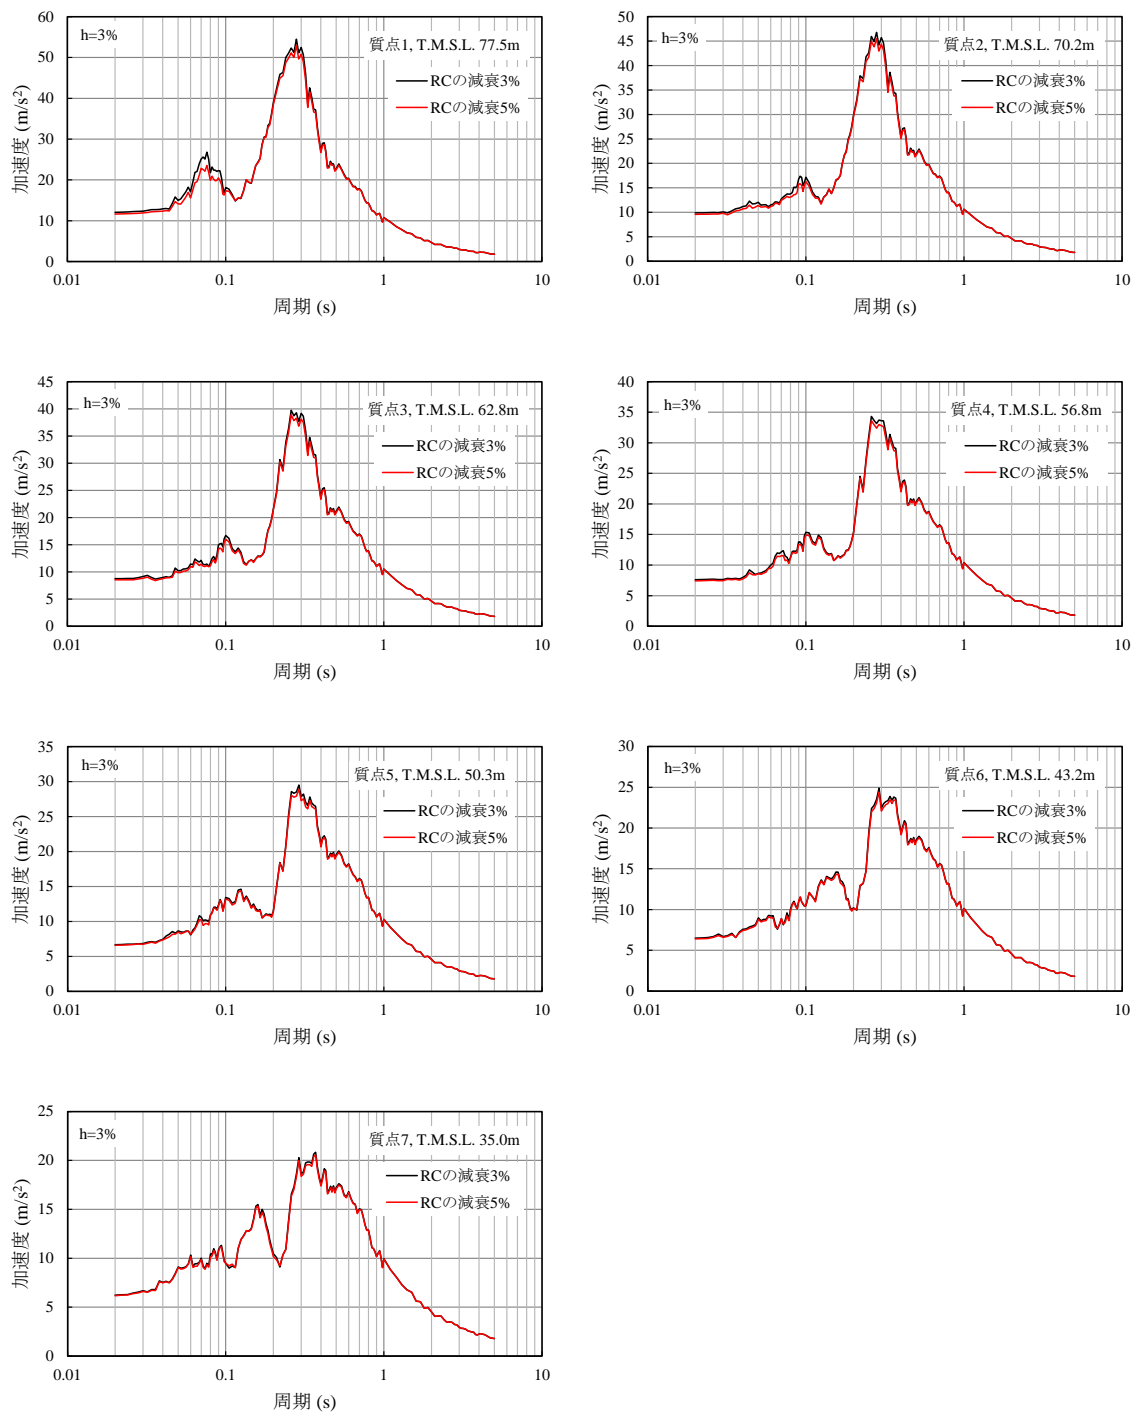 60
50
40
30
20
10
0
加速度 (m/s²)
h=3%
質点1, T.M.S.L. 77.5m
RCの減衰3%
RCの減衰5%
0.01 0.1 1 10
周期 (s)
50
45
40
35
30
25
20
15
10
5
0
加速度 (m/s²)
h=3%
質点2, T.M.S.L. 70.2m
RCの減衰3%
RCの減衰5%
0.01 0.1 1 10
周期 (s)
45
40
35
30
25
20
15
10
5
0
加速度 (m/s²)
h=3%
質点3, T.M.S.L. 62.8m
RCの減衰3%
RCの減衰5%
0.01 0.1 1 10
周期 (s)
40
35
30
25
20
15
10
5
0
加速度 (m/s²)
h=3%
質点4, T.M.S.L. 56.8m
RCの減衰3%
RCの減衰5%
0.01 0.1 1 10
周期 (s)
35
30
25
20
15
10
5
0
加速度 (m/s²)
h=3%
質点5, T.M.S.L. 50.3m
RCの減衰3%
RCの減衰5%
0.01 0.1 1 10
周期 (s)
30
25
20
15
10
5
0
加速度 (m/s²)
h=3%
質点6, T.M.S.L. 43.2m
RCの減衰3%
RCの減衰5%
0.01 0.1 1 10
周期 (s)
25
20
15
10
5
0
加速度 (m/s²)
h=3%
質点7, T.M.S.L. 35.0m
RCの減衰3%
RCの減衰5%
0.01 0.1 1 10
周期 (s)